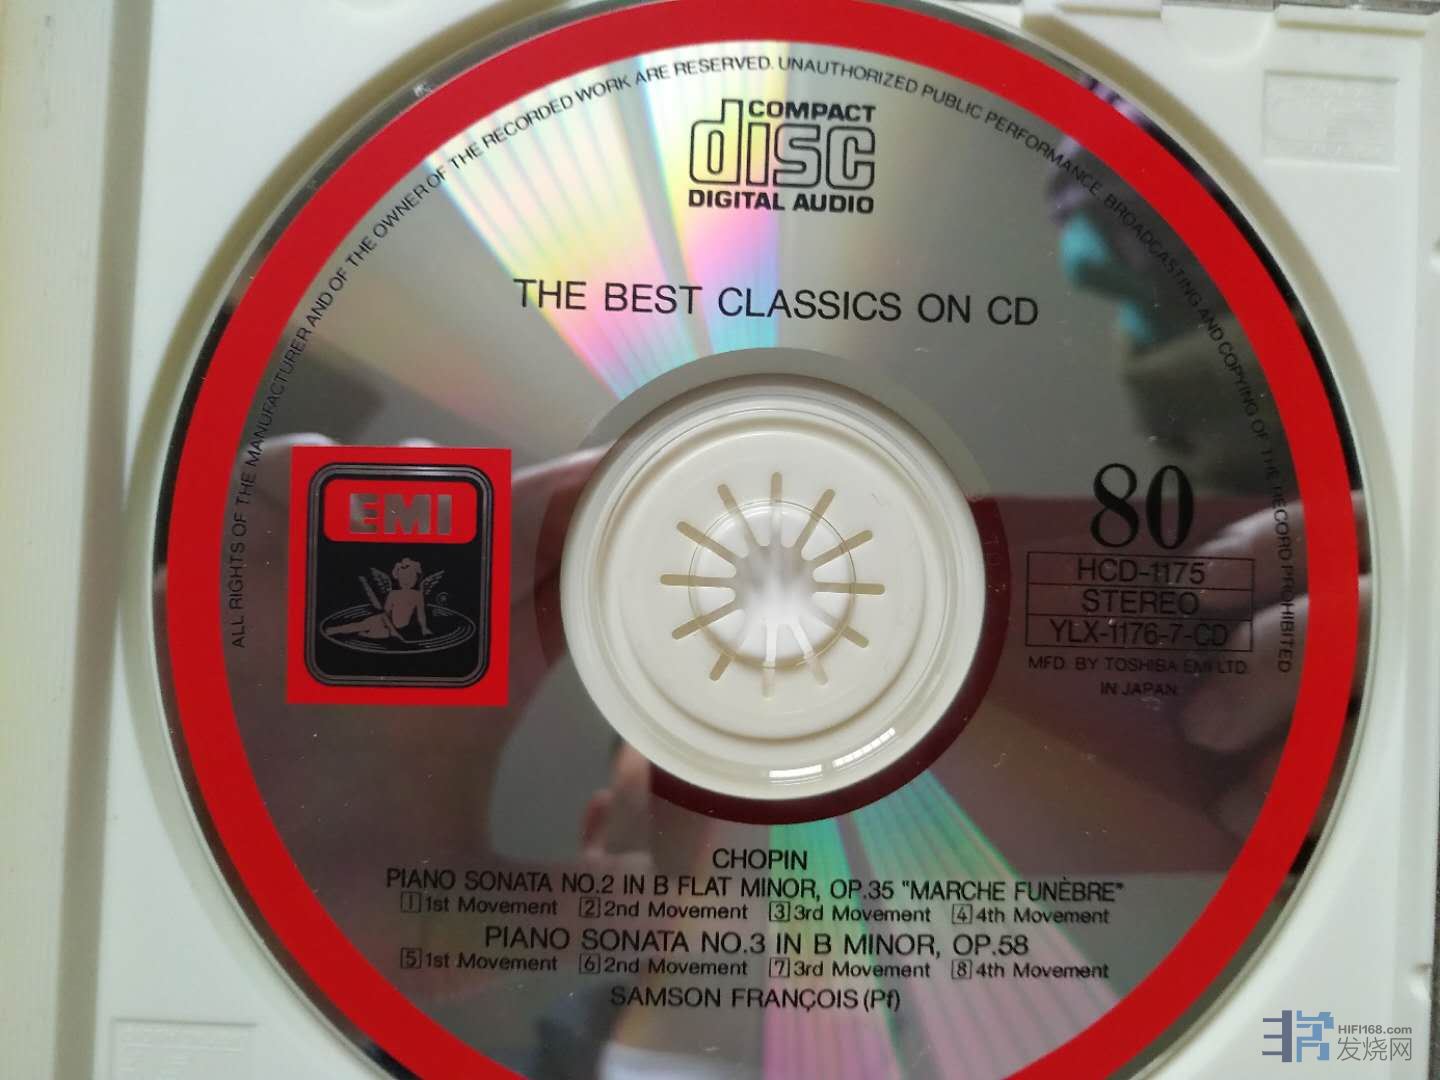 ALL RIGHTS OF THE MANUFACTURER AND OF THE OWNER OF THE RECORDED WORK ARE RESERVED. UNAUTHORIZED PUBLIC PERFORMANCE, BROADCASTING AND COPYING OF THE RECORD PROHIBITED
COMPACT
disc
DIGITAL AUDIO
THE BEST CLASSICS ON CD
EMI
80
HCD-1175
STEREO
YLX-1176-7-CD
MFD. BY TOSHIBA EMI LTD.
IN JAPAN
CHOPIN
PIANO SONATA NO.2 IN B FLAT MINOR, OP.35 "MARCHE FUNÈBRE"
1 1st Movement 2 2nd Movement 3 3rd Movement 4 4th Movement
PIANO SONATA NO.3 IN B MINOR, OP.58
5 1st Movement 6 2nd Movement 7 3rd Movement 8 4th Movement
SAMSON FRANÇOIS (Pf)
HIFI168.com
发烧网